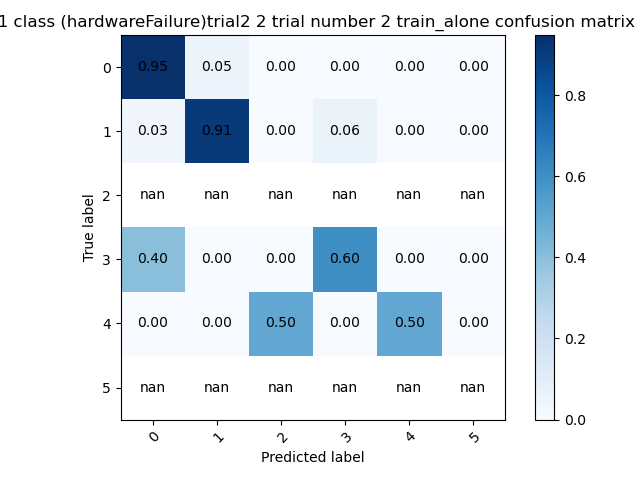 1 class (hardwareFailure)trial2 2 trial number 2 train_alone confusion matrix
0 0.95 0.05 0.00 0.00 0.00 0.00
1 0.03 0.91 0.00 0.06 0.00 0.00
2 nan nan nan nan nan nan
3 0.40 0.00 0.00 0.60 0.00 0.00
4 0.00 0.00 0.50 0.00 0.50 0.00
5 nan nan nan nan nan nan
0 1 2 3 4 5
True label
Predicted label
0.8
0.6
0.4
0.2
0.0